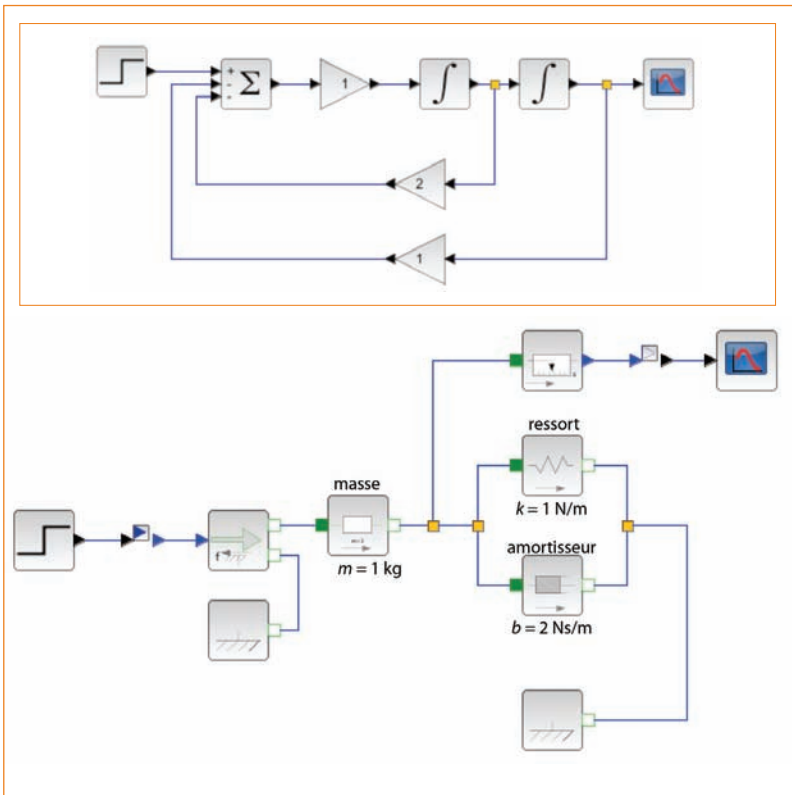 +
-
-
Σ
1
∫
∫
2
1
ressort
k = 1 N/m
masse
m = 1 kg
f
amortisseur
b = 2 Ns/m